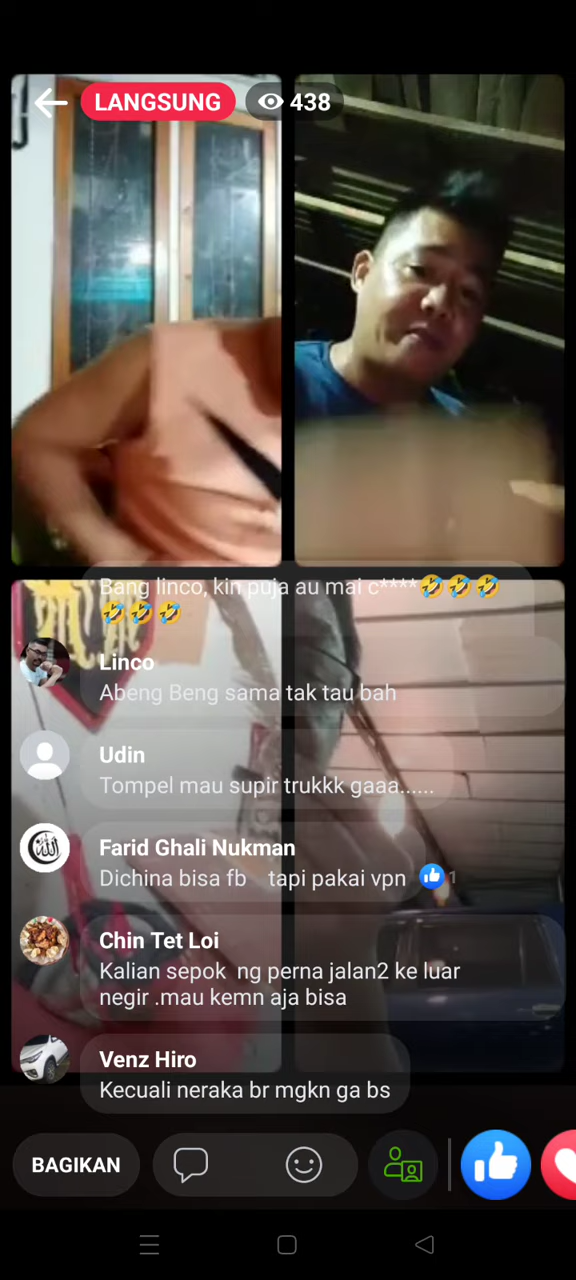 LANGSUNG 438
Bang linco, kin puja au mai c****🤣🤣🤣
🤣🤣🤣
Linco
Abeng Beng sama tak tau bah
Udin
Tompel mau supir trukkk gaaa......
Farid Ghali Nukman
Dichina bisa fb tapi pakai vpn 1
Chin Tet Loi
Kalian sepok ng perna jalan2 ke luar
negir .mau kemn aja bisa
Venz Hiro
Kecuali neraka br mgkn ga bs
BAGIKAN